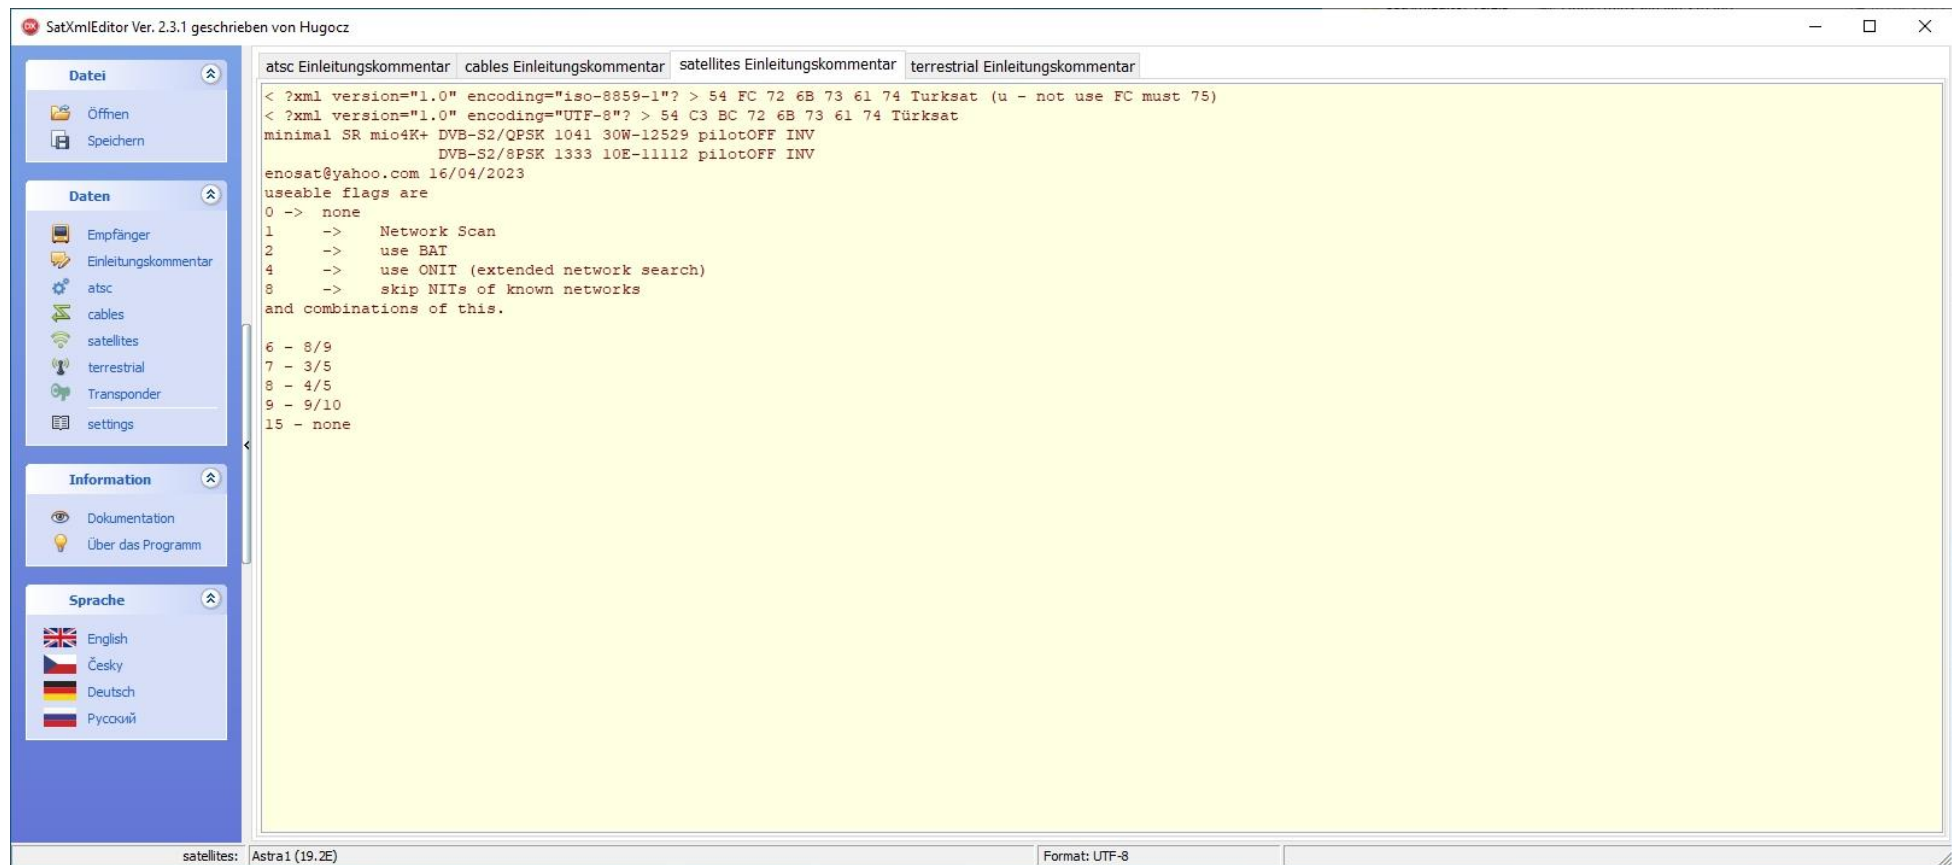 SatXmlEditor Ver. 2.3.1 geschrieben von Hugocz
Datei
Öffnen
Speichern
Daten
Empfänger
Einleitungskommentar
atsc
cables
satellites
terrestrial
Transponder
settings
Information
Dokumentation
Über das Programm
Sprache
English
Česky
Deutsch
Русский
atsc Einleitungskommentar cables Einleitungskommentar satellites Einleitungskommentar terrestrial Einleitungskommentar
< ?xml version="1.0" encoding="iso-8859-1"? > 54 FC 72 6B 73 61 74 Turksat (u - not use FC must 75)
< ?xml version="1.0" encoding="UTF-8"? > 54 C3 BC 72 6B 73 61 74 Türksat
minimal SR mio4K+ DVB-S2/QPSK 1041 30W-12529 pilotOFF INV
DVB-S2/8PSK 1333 10E-11112 pilotOFF INV
enosat@yahoo.com 16/04/2023
useable flags are
0 -> none
1 -> Network Scan
2 -> use BAT
4 -> use ONIT (extended network search)
8 -> skip NITs of known networks
and combinations of this.
6 - 8/9
7 - 3/5
8 - 4/5
9 - 9/10
15 - none
satellites: Astra1 (19.2E) Format: UTF-8